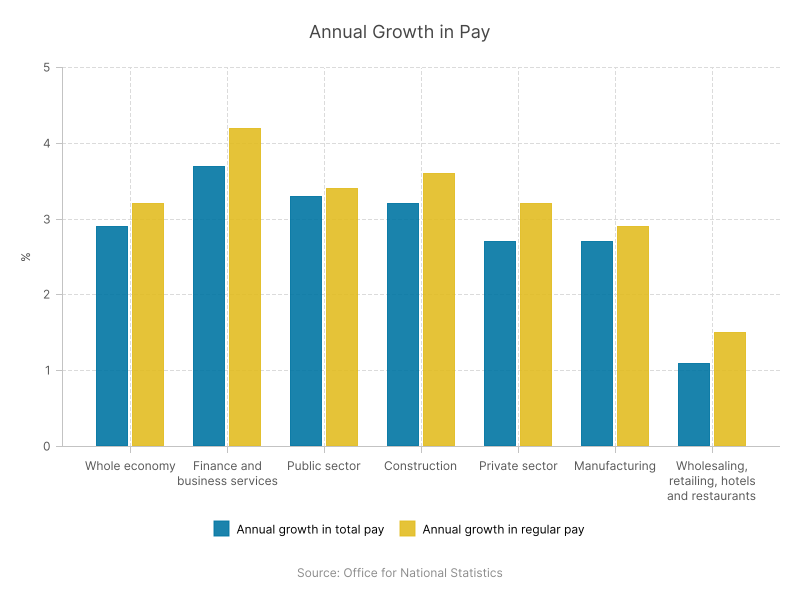 Annual Growth in Pay
5
4
3
2
1
0
%
Whole economy
Finance and
business services
Public sector
Construction
Private sector
Manufacturing
Wholesaling,
retailing, hotels
and restaurants
Annual growth in total pay
Annual growth in regular pay
Source: Office for National Statistics